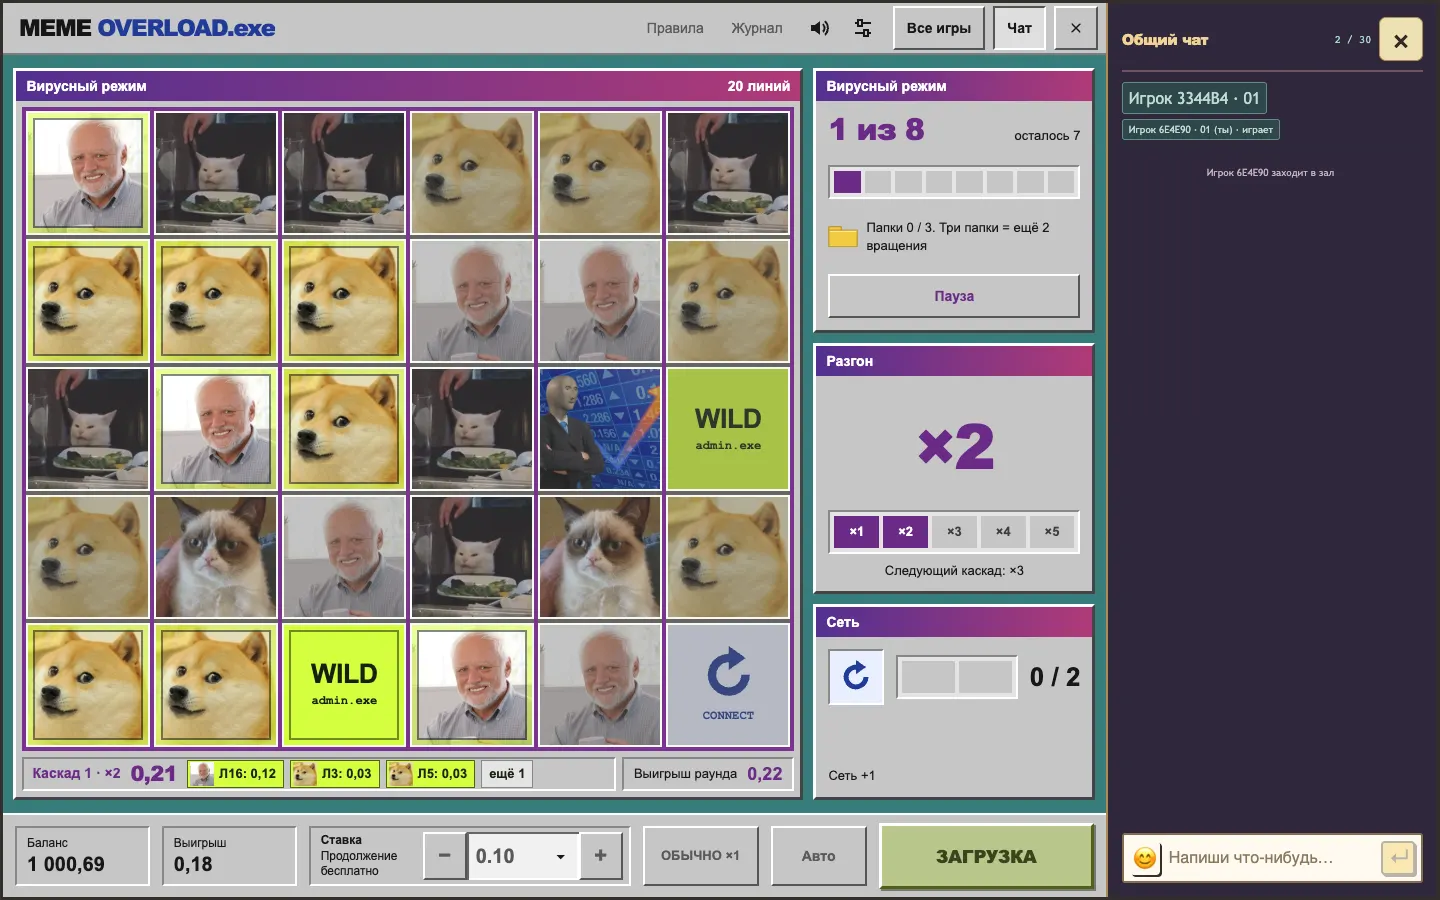 MEME OVERLOAD.exe
Правила
Журнал
Все игры
Чат
×
Вирусный режим
20 линий
WILD
admin.exe
WILD
admin.exe
CONNECT
Каскад 1 · ×2
0,21
Л16: 0,12
Л3: 0,03
Л5: 0,03
ещё 1
Выигрыш раунда
0,22
Вирусный режим
1 из 8
осталось 7
Папки 0 / 3. Три папки = ещё 2
вращения
Пауза
Разгон
×2
×1
×2
×3
×4
×5
Следующий каскад: ×3
Сеть
0 / 2
Сеть +1
Баланс
1 000,69
Выигрыш
0,18
Ставка
Продолжение
бесплатно
−
0.10
+
ОБЫЧНО ×1
Авто
ЗАГРУЗКА
Общий чат
2 / 30
×
Игрок 3344B4 · 01
Игрок 6E4E90 · 01 (ты) · играет
Игрок 6E4E90 заходит в зал
Напиши что-нибудь...